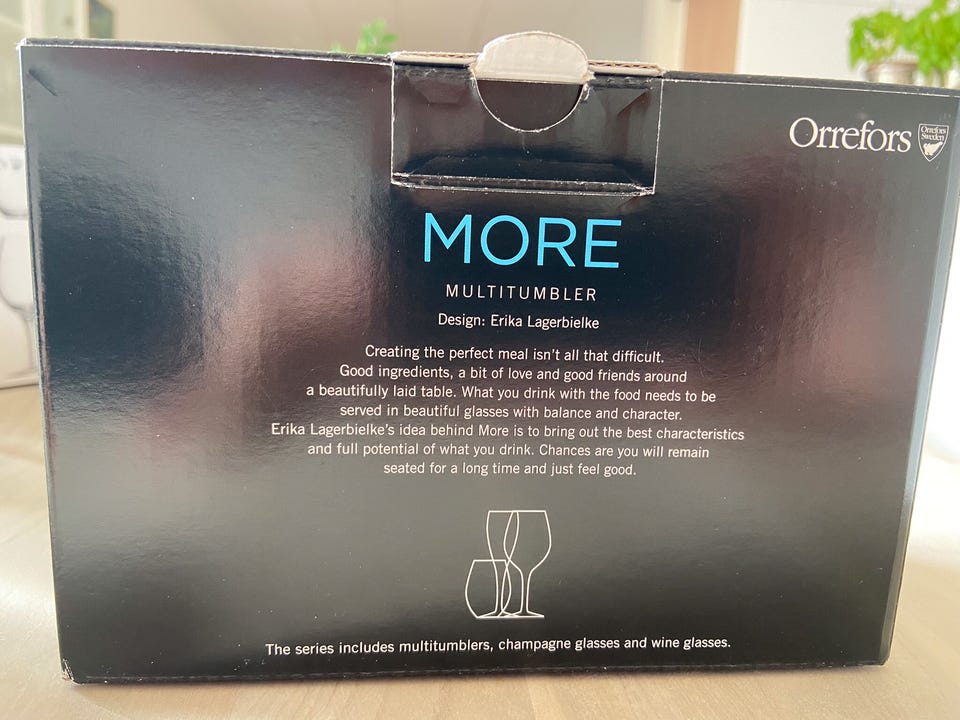 Orrefors
Orrefors
Sweden
MORE
MULTITUMBLER
Design: Erika Lagerbielke
Creating the perfect meal isn't all that difficult.
Good ingredients, a bit of love and good friends around
a beautifully laid table. What you drink with the food needs to be
served in beautiful glasses with balance and character.
Erika Lagerbielke's idea behind More is to bring out the best characteristics
and full potential of what you drink. Chances are you will remain
seated for a long time and just feel good.
The series includes multitumblers, champagne glasses and wine glasses.